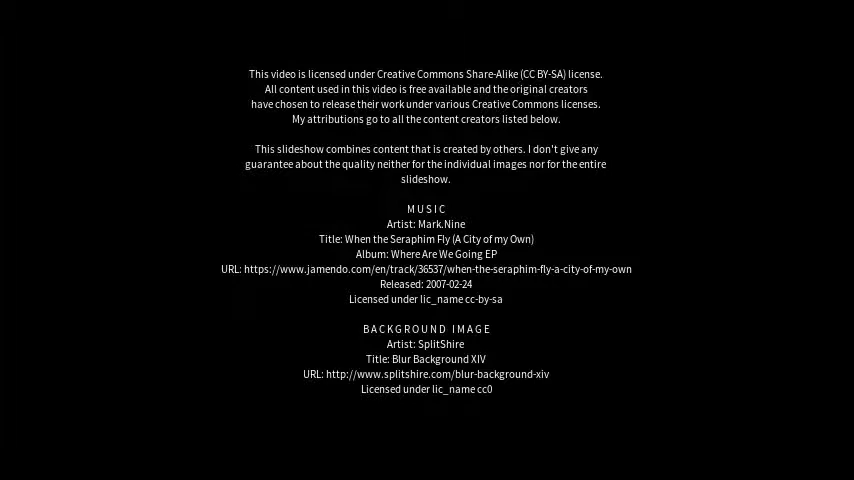 This video is licensed under Creative Commons Share-Alike (CC BY-SA) license.
All content used in this video is free available and the original creators
have chosen to release their work under various Creative Commons licenses.
My attributions go to all the content creators listed below.
This slideshow combines content that is created by others. I don't give any
guarantee about the quality neither for the individual images nor for the entire
slideshow.
MUSIC
Artist: Mark.Nine
Title: When the Seraphim Fly (A City of my Own)
Album: Where Are We Going EP
URL: https://www.jamendo.com/en/track/36537/when-the-seraphim-fly-a-city-of-my-own
Released: 2007-02-24
Licensed under lic_name cc-by-sa
BACKGROUND IMAGE
Artist: SplitShire
Title: Blur Background XIV
URL: http://www.splitshire.com/blur-background-xiv
Licensed under lic_name cc0